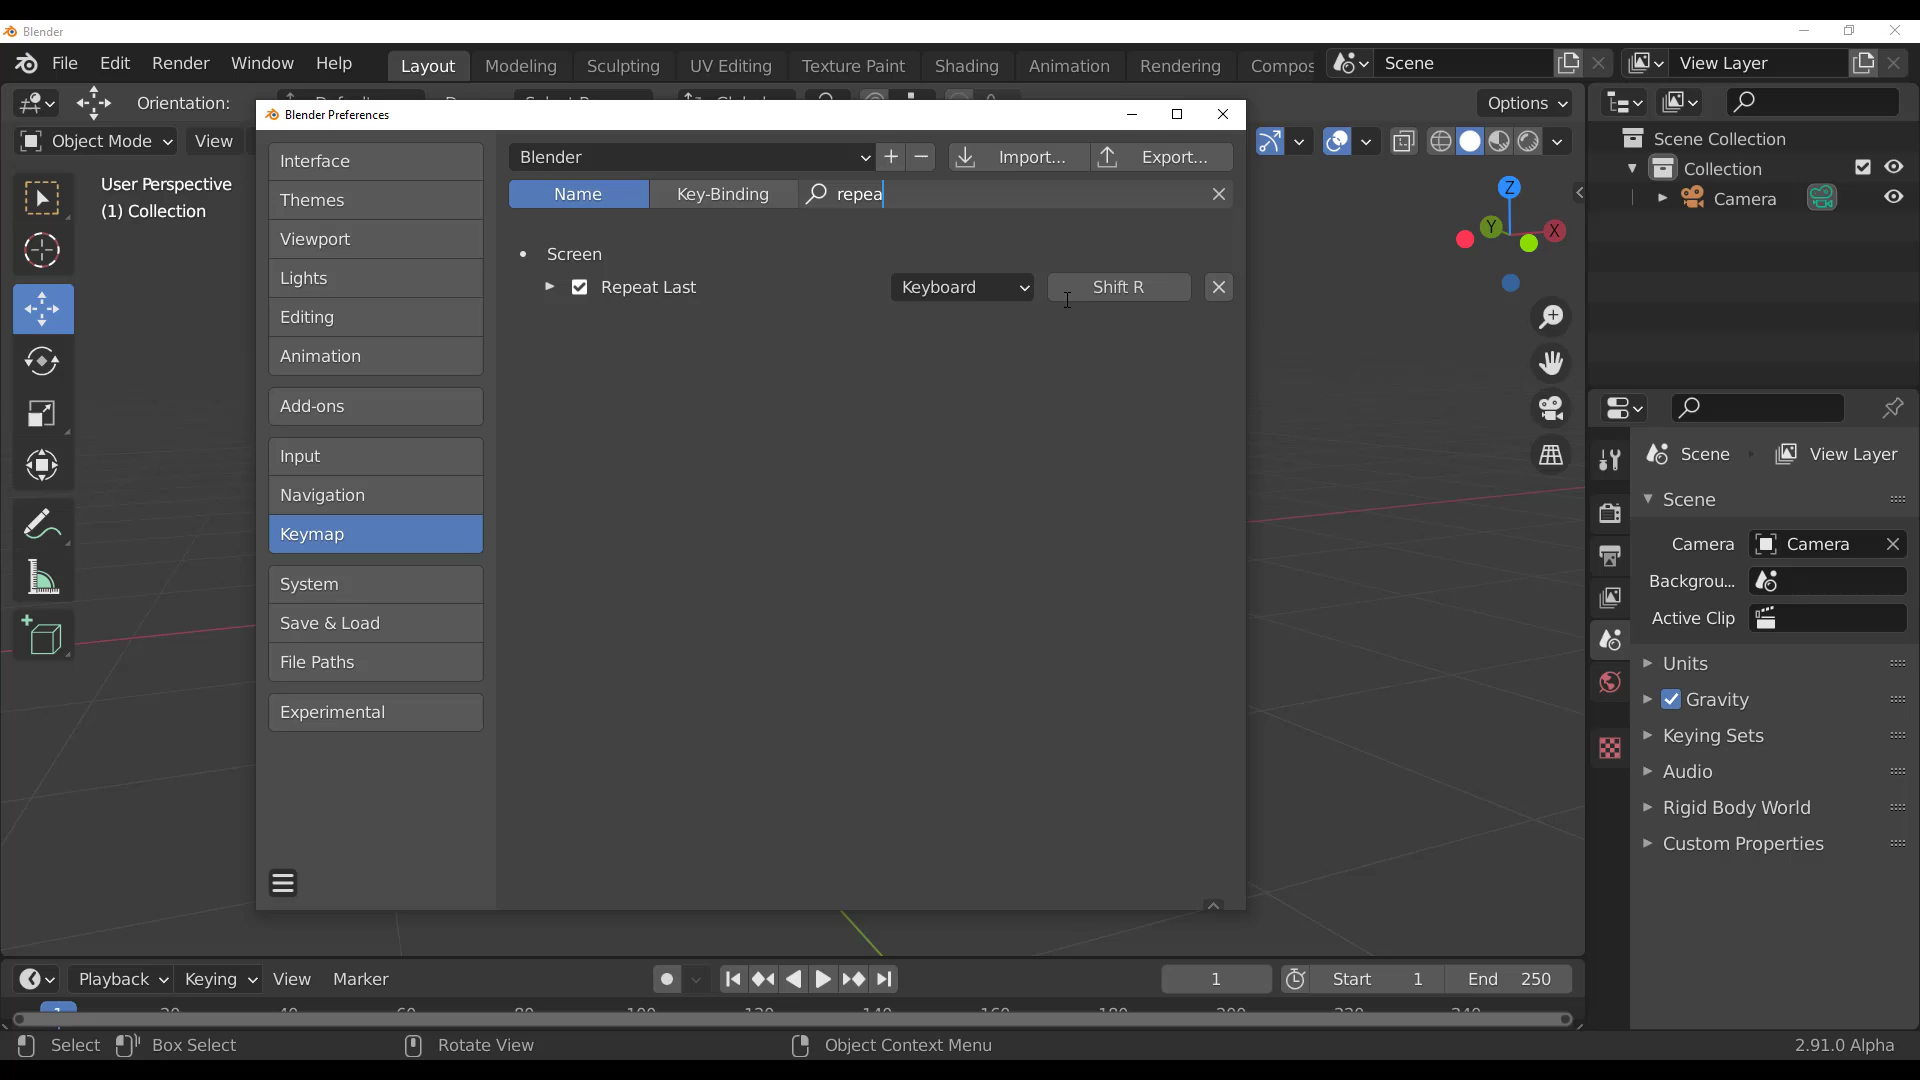 Blender
File Edit Render Window Help Layout Modeling Sculpting UV Editing Texture Paint Shading Animation Rendering Compos Scene View Layer
Orientation: Options
Object Mode View
User Perspective
(1) Collection
Z
Y
X
Blender Preferences
Interface
Themes
Viewport
Lights
Editing
Animation
Add-ons
Input
Navigation
Keymap
System
Save & Load
File Paths
Experimental
Blender Import... Export...
Name Key-Binding repea
Screen
Repeat Last Keyboard Shift R
Scene Collection
Collection
Camera
Scene View Layer
Scene
Camera Camera
Backgrou...
Active Clip
Units
Gravity
Keying Sets
Audio
Rigid Body World
Custom Properties
Playback Keying View Marker 1 Start 1 End 250
Select Box Select Rotate View Object Context Menu 2.91.0 Alpha